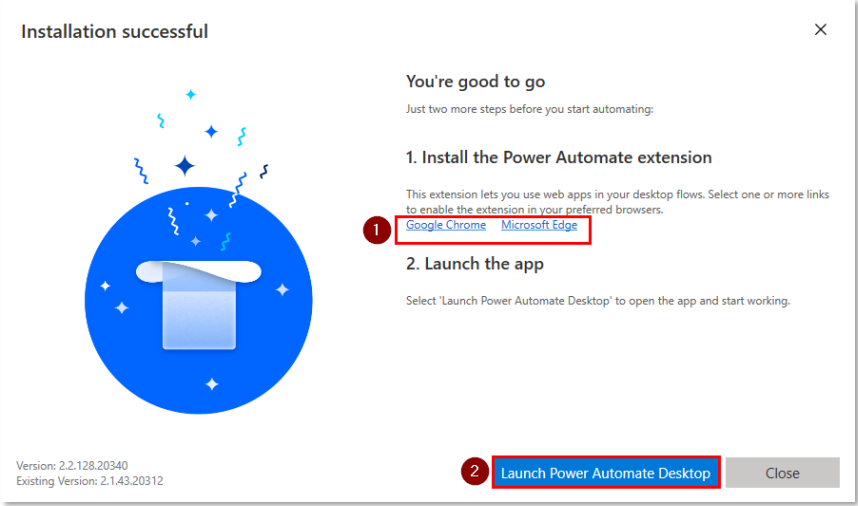 Installation successful
You're good to go
Just two more steps before you start automating:
1. Install the Power Automate extension
This extension lets you use web apps in your desktop flows. Select one or more links
to enable the extension in your preferred browsers.
1
Google Chrome Microsoft Edge
2. Launch the app
Select 'Launch Power Automate Desktop' to open the app and start working.
Version: 2.2.128.20340
Existing Version: 2.1.43.20312
2
Launch Power Automate Desktop
Close